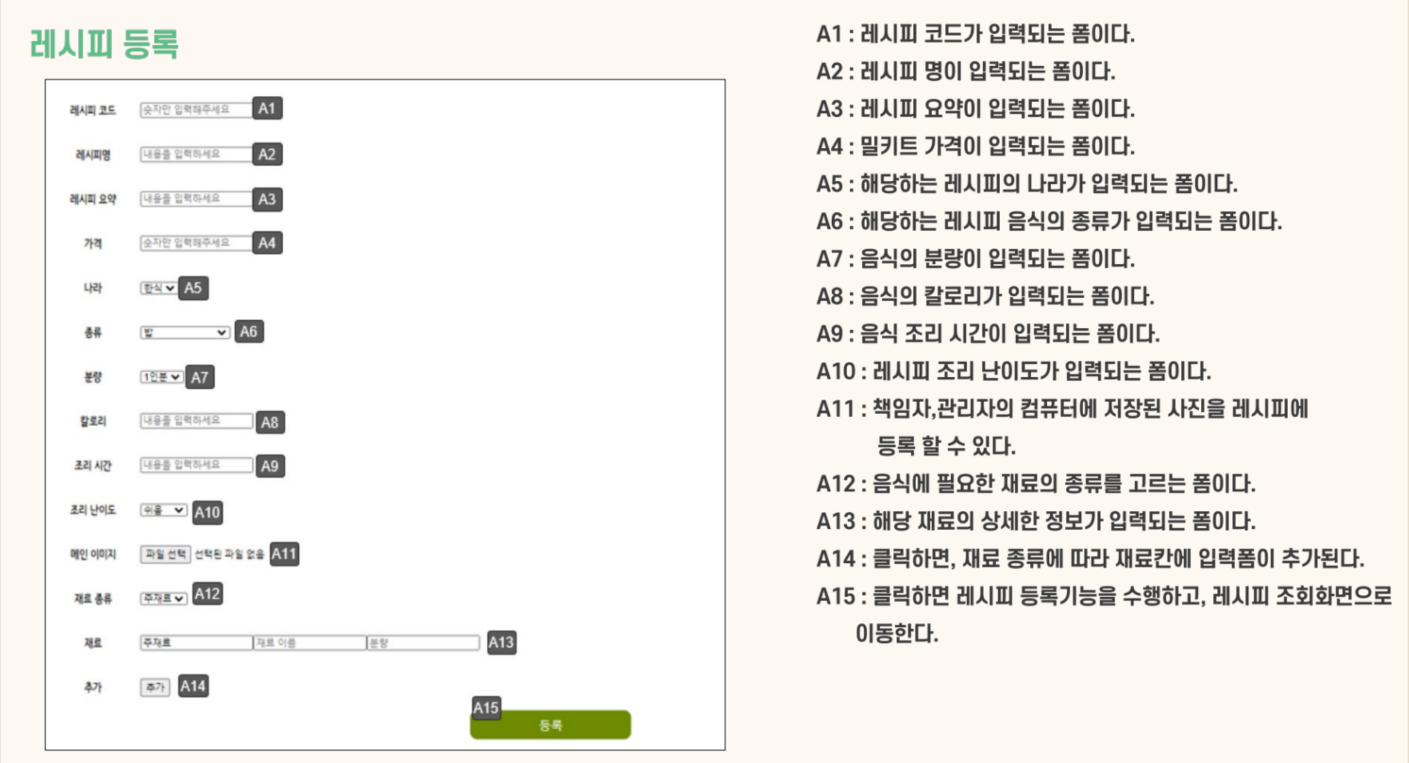 레시피 등록
레시피 코드 숫자만 입력해주세요 A1
레시피명 내용을 입력하세요 A2
레시피 요약 내용을 입력하세요 A3
가격 숫자만 입력해주세요 A4
나라 한식 A5
종류 밥 A6
분량 1인분 A7
칼로리 내용을 입력하세요 A8
조리 시간 내용을 입력하세요 A9
조리 난이도 쉬움 A10
메인 이미지 파일 선택 선택된 파일 없음 A11
재료 종류 주재료 A12
재료 주재료 재료 이름 분량 A13
추가 추가 A14
A15
등록
A1 : 레시피 코드가 입력되는 폼이다.
A2 : 레시피 명이 입력되는 폼이다.
A3 : 레시피 요약이 입력되는 폼이다.
A4 : 밀키트 가격이 입력되는 폼이다.
A5 : 해당하는 레시피의 나라가 입력되는 폼이다.
A6 : 해당하는 레시피 음식의 종류가 입력되는 폼이다.
A7 : 음식의 분량이 입력되는 폼이다.
A8 : 음식의 칼로리가 입력되는 폼이다.
A9 : 음식 조리 시간이 입력되는 폼이다.
A10 : 레시피 조리 난이도가 입력되는 폼이다.
A11 : 책임자,관리자의 컴퓨터에 저장된 사진을 레시피에
등록 할 수 있다.
A12 : 음식에 필요한 재료의 종류를 고르는 폼이다.
A13 : 해당 재료의 상세한 정보가 입력되는 폼이다.
A14 : 클릭하면, 재료 종류에 따라 재료칸에 입력폼이 추가된다.
A15 : 클릭하면 레시피 등록기능을 수행하고, 레시피 조회화면으로
이동한다.